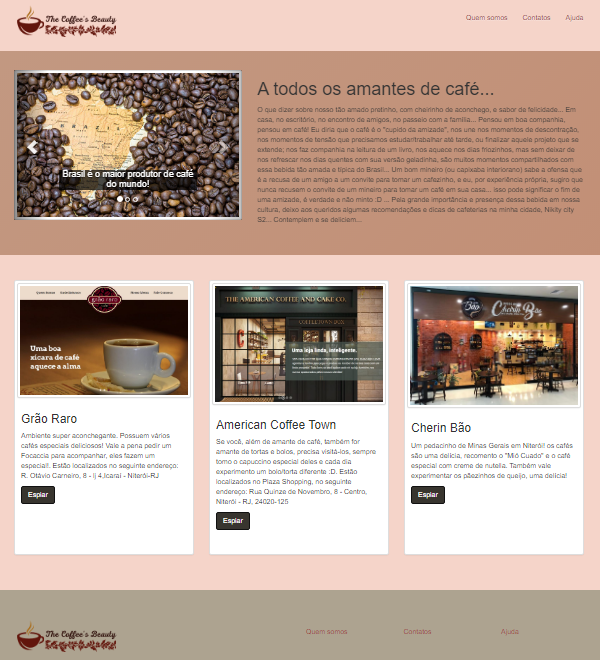 The Coffee's Beauty
Quem somos Contatos Ajuda
BRAZIL
Brasil é o maior produtor de café
do mundo!
A todos os amantes de café...
O que dizer sobre nosso tão amado pretinho, com cheirinho de aconchego, e sabor de felicidade... Em
casa, no escritório, no encontro de amigos, no passeio com a família... Pensou em boa companhia,
pensou em café! Eu diria que o café é o "cupido da amizade", nos une nos momentos de descontração,
nos momentos de tensão que precisamos estudar/trabalhar até tarde, ou finalizar aquele projeto que se
extende; nos faz companhia na leitura de um livro, nos aquece nos dias friozinhos, mas sem deixar de
nos refrescar nos dias quentes com sua versão geladinha, são muitos momentos compartilhados com
essa bebida tão amada e típica do Brasil... Um bom mineiro (ou capixaba interiorano) sabe a ofensa que
é a recusa de um amigo a um convite para tomar um cafezinho, e eu, por experiência própria, sugiro que
nunca recusem o convite de um mineiro para tomar um café em sua casa... Isso pode significar o fim de
uma amizade, é verdade e não minto :D ... Pela grande importância e presença dessa bebida em nossa
cultura, deixo aos queridos algumas recomendações e dicas de cafeterias na minha cidade, Nikity city
S2... Contemplem e se deliciem...
GRÃO RARO
Uma boa
xícara de café
aquece a alma
THE AMERICAN COFFEE AND CAKE CO.
COFFEETOWN BOX
Uma loja linda, inteligente.
Cherin Bão
Grão Raro
Ambiente super aconchegante. Possuem vários
cafés especiais deliciosos! Vale a pena pedir um
Focaccia para acompanhar, eles fazem um
especial!. Estão localizados no seguinte endereço:
R. Otávio Carneiro, 8 - lj 4,Icaraí - Niterói-RJ
Espiar
American Coffee Town
Se você, além de amante de café, também for
amante de tortas e bolos, precisa visitá-los, sempre
tomo o capuccino especial deles e cada dia
experimento um bolo/torta diferente :D. Estão
localizados no Plaza Shopping, no seguinte
endereço: Rua Quinze de Novembro, 8 - Centro,
Niterói - RJ, 24020-125
Espiar
Cherin Bão
Um pedacinho de Minas Gerais em Niterói! os cafés
são uma delícia, recomento o "Mió Cuado" e o café
especial com creme de nutella. Também vale
experimentar os pãezinhos de queijo, uma delícia!
Espiar
The Coffee's Beauty
Quem somos Contatos Ajuda